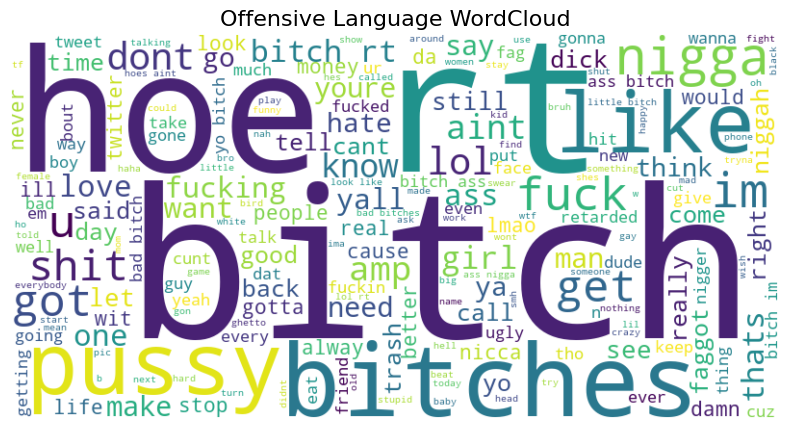 Offensive Language WordCloud
hoe
rt
like
bitch
bitches
pussy
nigga
never
tweet
time
dont
look
go
bitch rt
much
money
ur
show
around
da
say
women
use
fag
stay
gonna
dick
wanna
fight
black
tf
talking
hoes aint
hes
called
youre
fucked
hate
cant
tell
know
lol
still
aint
kid
put
find
bruh
shut
ass bitch
little bitch
hit
new
would
happy
oh
phone
niggah
bout
could
way
boy
take
gone
twitter
yo bitch
play
funny
nah
bro
little
haha
female
ill
bad
em
love
said
u
day
ho
told
well
shit
everybody
got
going
start
mean
let
wit
one
bad bitch
mom
fucking
want
bird
people
white
talk
good
cunt
game
guy
yeah
gon
dat
back
ghetto
gotta
every
look like
made
yall
bad bitches
real
ima
ask
cause
fuckin
lol rt
amp
need
bitch ass
swear
ass
even
work
wont
lmao
girl
big
ass nigga
ya
call
name
smh
ugly
face
shes
something
fuck
retarded
wtf
gay
man
dude
someone
get
n
nothing
lil
crazy
tryna
think
mad
cut
w
give
come
im
right
wish
really
nigger
faggot
thing
thats
bitch im
cuz
keep
see
tho
yo
nicca
trash
better
hell
alway
friend
old
eat
beat
today
stupid
baby
head
try
ever
damn
getting
pic
b
next
hard
turn
didnt
life
make
stop